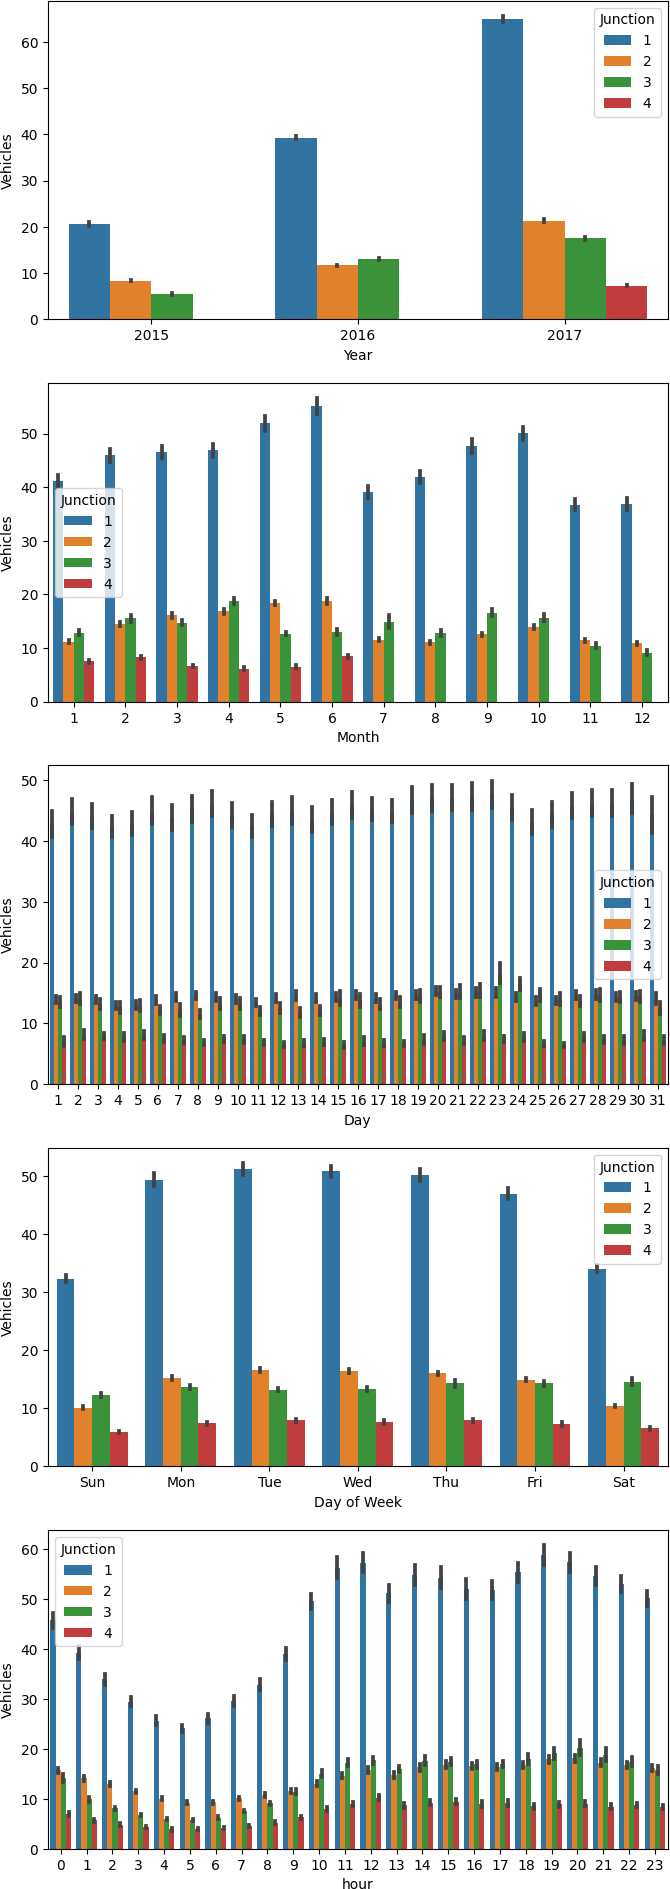 Junction
1
2
3
4
Vehicles
60
50
40
30
20
10
0
2015 2016 2017
Year
50
40
30
20
10
0
Vehicles
Junction
1
2
3
4
1 2 3 4 5 6 7 8 9 10 11 12
Month
50
40
30
20
10
0
Vehicles
Junction
1
2
3
4
1 2 3 4 5 6 7 8 9 10 11 12 13 14 15 16 17 18 19 20 21 22 23 24 25 26 27 28 29 30 31
Day
50
40
30
20
10
0
Vehicles
Junction
1
2
3
4
Sun Mon Tue Wed Thu Fri Sat
Day of Week
60
50
40
30
20
10
0
Vehicles
Junction
1
2
3
4
0 1 2 3 4 5 6 7 8 9 10 11 12 13 14 15 16 17 18 19 20 21 22 23
hour